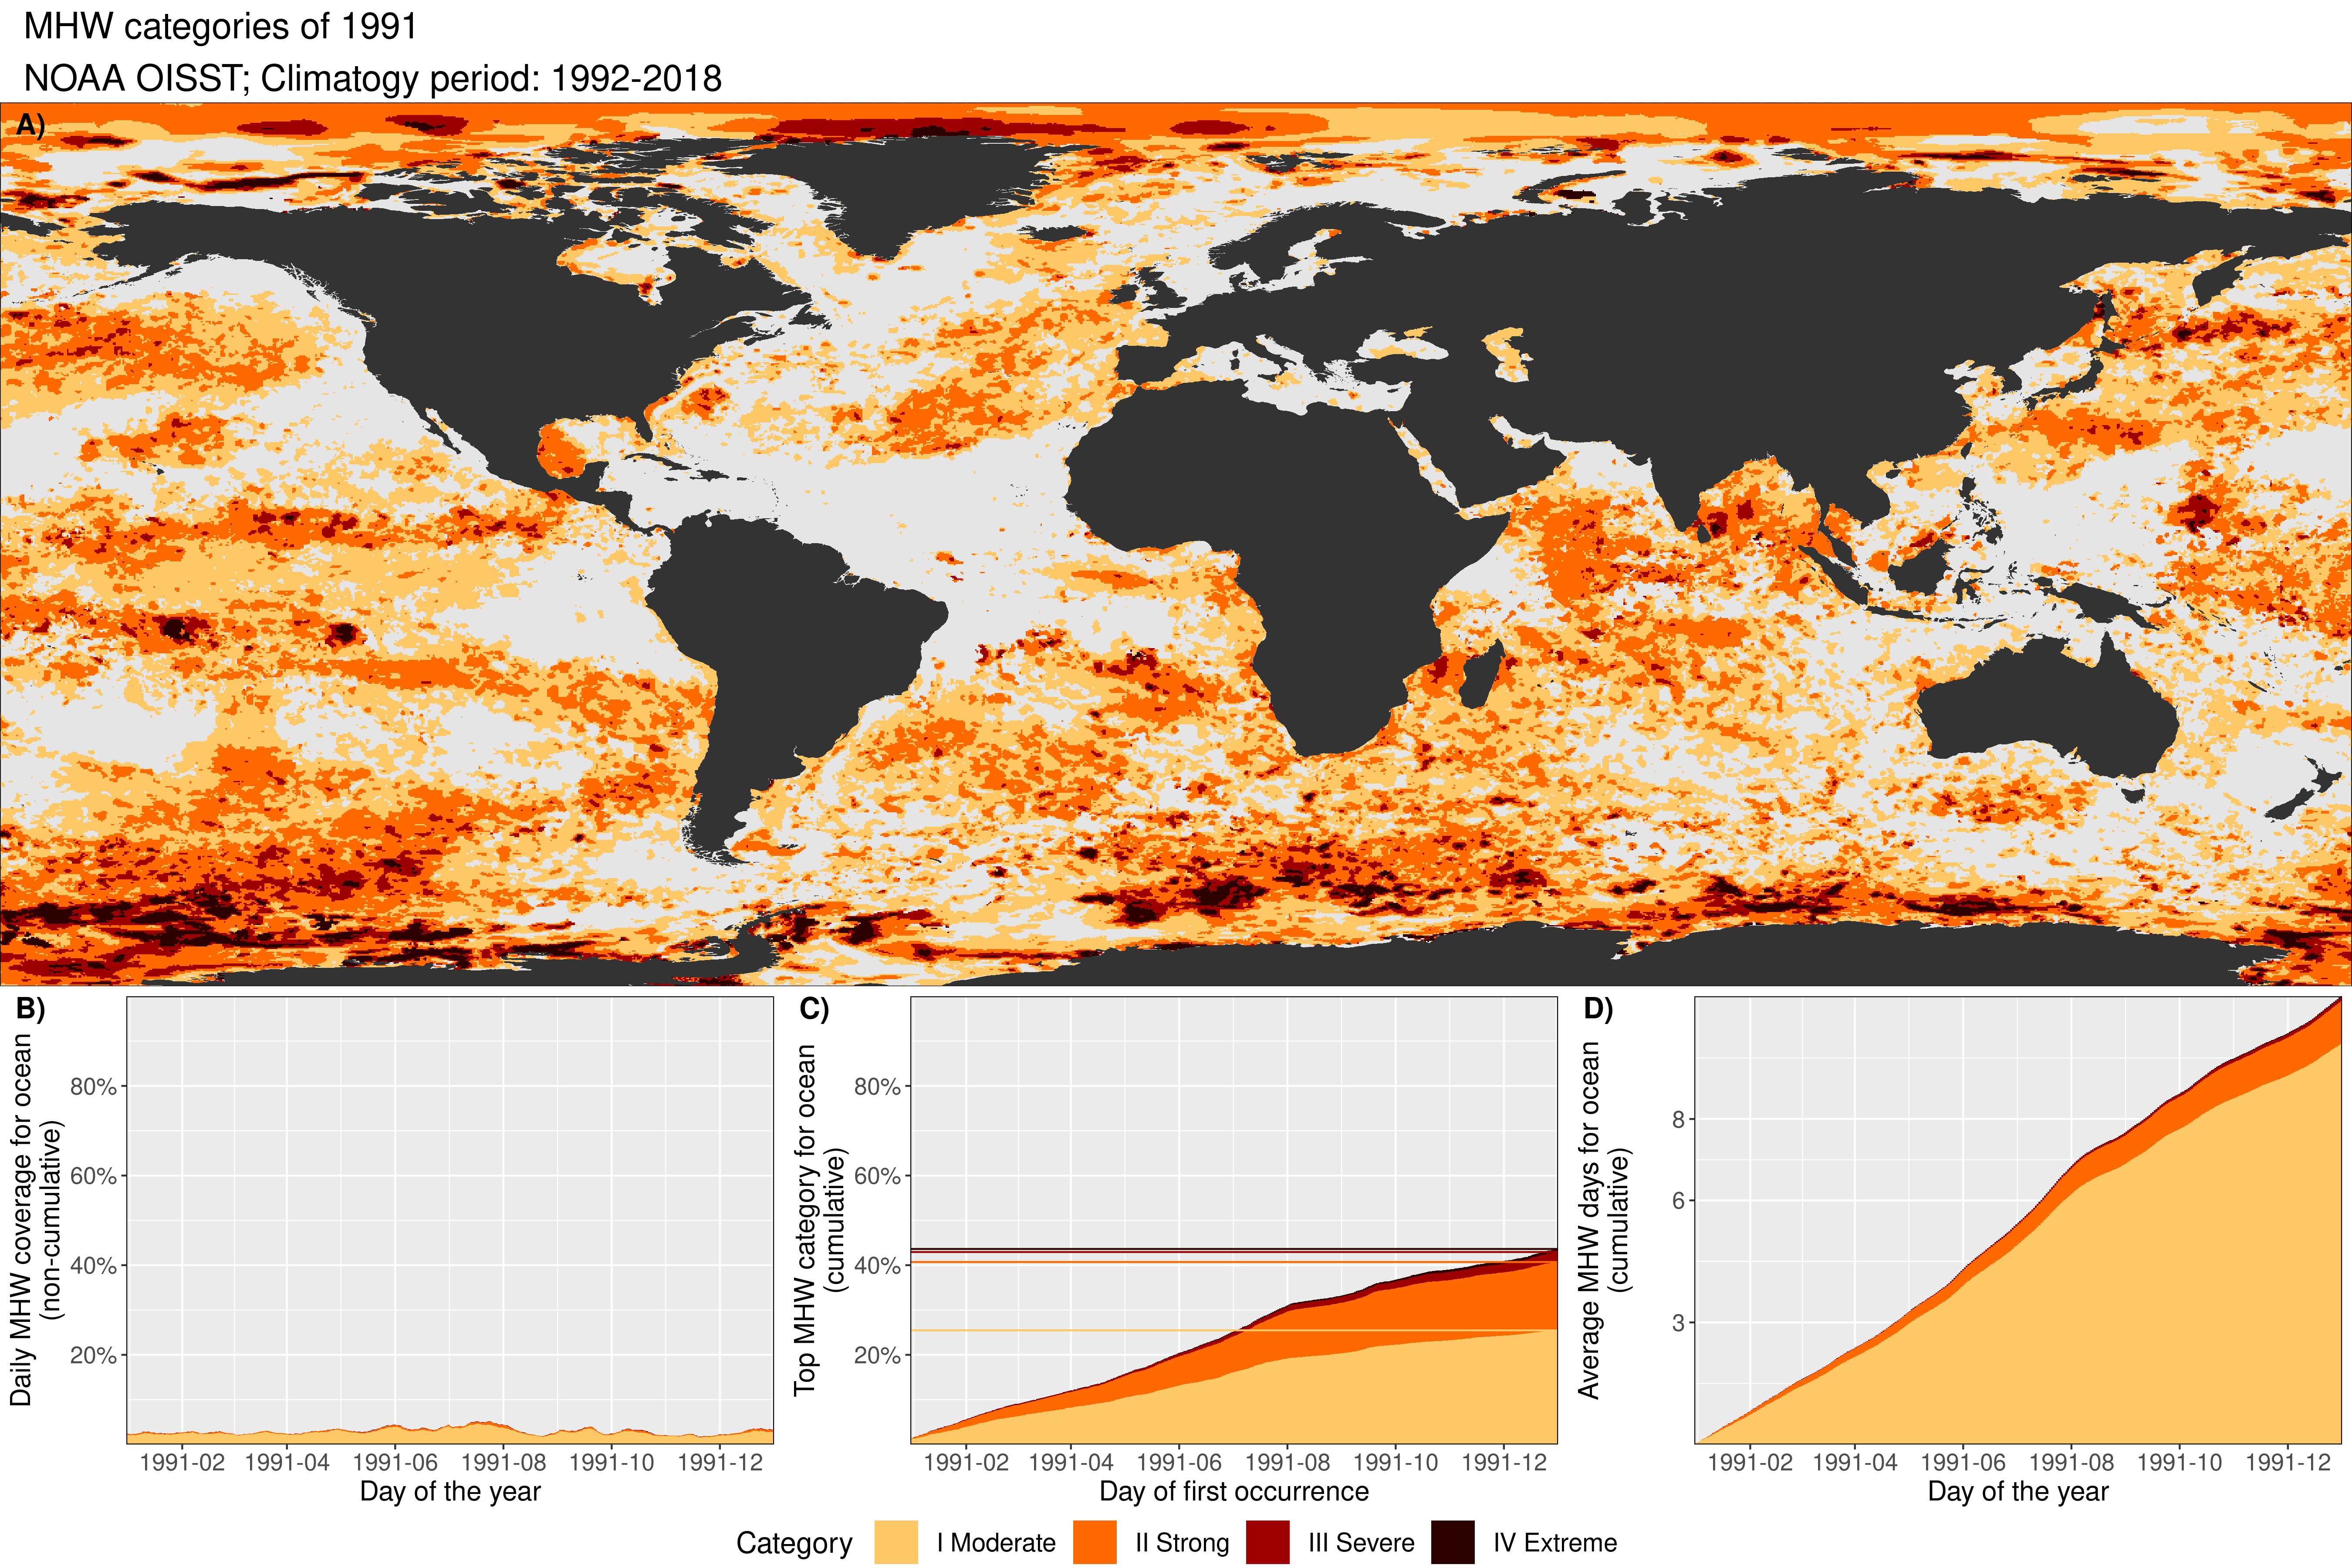 MHW categories of 1991
NOAA OISST; Climatogy period: 1992-2018
A)
B)
Daily MHW coverage for ocean
(non-cumulative)
80%
60%
40%
20%
1991-02 1991-04 1991-06 1991-08 1991-10 1991-12
Day of the year
C)
Top MHW category for ocean
(cumulative)
80%
60%
40%
20%
1991-02 1991-04 1991-06 1991-08 1991-10 1991-12
Day of first occurrence
D)
Average MHW days for ocean
(cumulative)
8
6
3
1991-02 1991-04 1991-06 1991-08 1991-10 1991-12
Day of the year
Category I Moderate II Strong III Severe IV Extreme